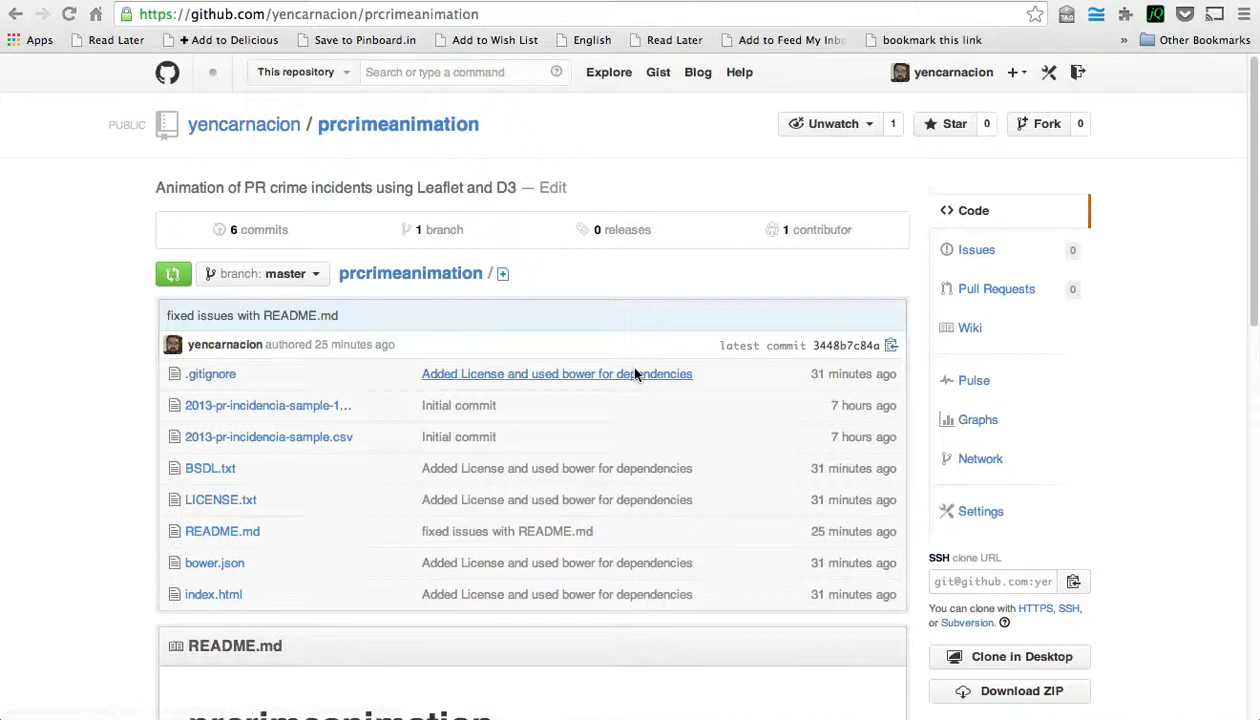 https://github.com/yencarnacion/prcrimeanimation
Apps Read Later + Add to Delicious Save to Pinboard.in Add to Wish List English Read Later Add to Feed My Inb bookmark this link » Other Bookmarks
This repository Search or type a command Explore Gist Blog Help yencarnacion
PUBLIC yencarnacion / prcrimeanimation Unwatch 1 Star 0 Fork 0
Animation of PR crime incidents using Leaflet and D3 — Edit
6 commits 1 branch 0 releases 1 contributor
branch: master prcrimeanimation /
fixed issues with README.md
yencarnacion authored 25 minutes ago latest commit 3448b7c84a
.gitignore Added License and used bower for dependencies 31 minutes ago
2013-pr-incidencia-sample-1... Initial commit 7 hours ago
2013-pr-incidencia-sample.csv Initial commit 7 hours ago
BSDL.txt Added License and used bower for dependencies 31 minutes ago
LICENSE.txt Added License and used bower for dependencies 31 minutes ago
README.md fixed issues with README.md 25 minutes ago
bower.json Added License and used bower for dependencies 31 minutes ago
index.html Added License and used bower for dependencies 31 minutes ago
README.md
prcrimeanimation
Code
Issues 0
Pull Requests 0
Wiki
Pulse
Graphs
Network
Settings
SSH clone URL
git@github.com:yer
You can clone with HTTPS, SSH,
or Subversion.
Clone in Desktop
Download ZIP